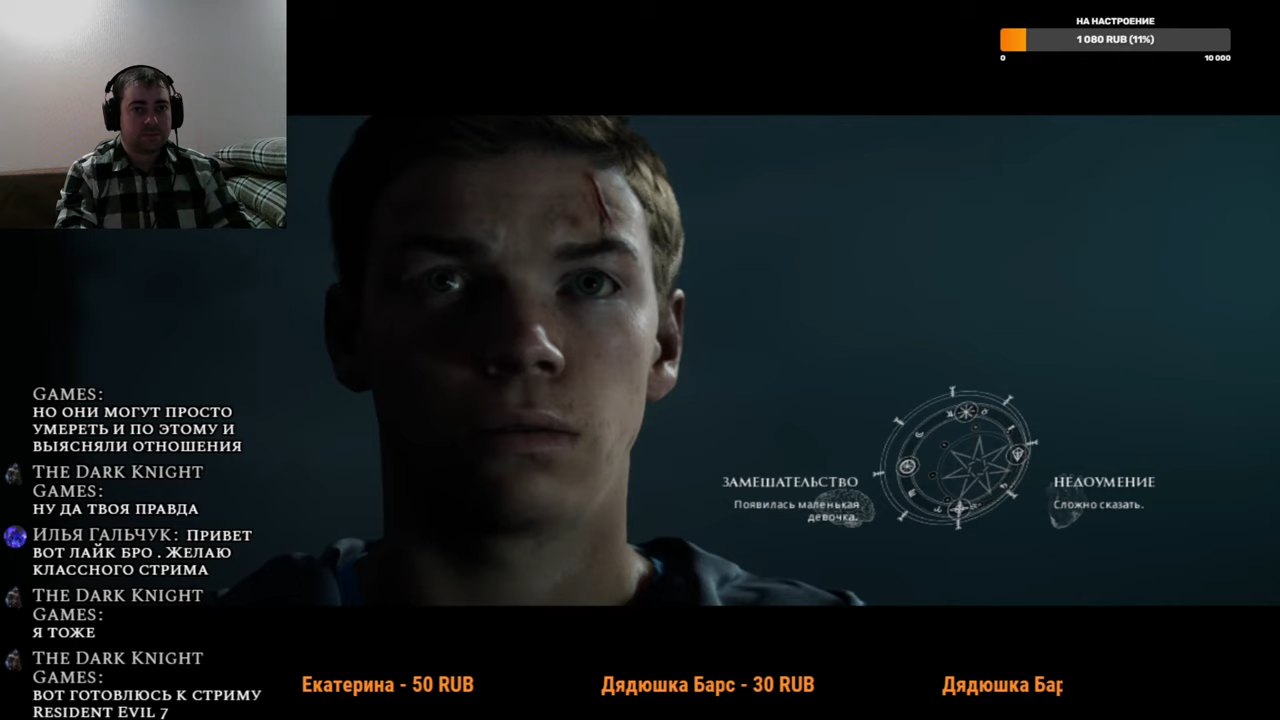 НА НАСТРОЕНИЕ
1 080 RUB (11%)
0
10 000
GAMES:
НО ОНИ МОГУТ ПРОСТО
УМЕРЕТЬ И ПО ЭТОМУ И
ВЫЯСНЯЛИ ОТНОШЕНИЯ
THE DARK KNIGHT
GAMES:
НУ ДА ТВОЯ ПРАВДА
ИЛЬЯ ГАЛЬЧУК: ПРИВЕТ
ВОТ ЛАЙК БРО . ЖЕЛАЮ
КЛАССНОГО СТРИМА
THE DARK KNIGHT
GAMES:
Я ТОЖЕ
THE DARK KNIGHT
GAMES:
ВОТ ГОТОВЛЮСЬ К СТРИМУ
RESIDENT EVIL 7
ЗАМЕШАТЕЛЬСТВО
Появилась маленькая
девочка.
НЕДОУМЕНИЕ
Сложно сказать.
Екатерина - 50 RUB
Дядюшка Барс - 30 RUB
Дядюшка Бар